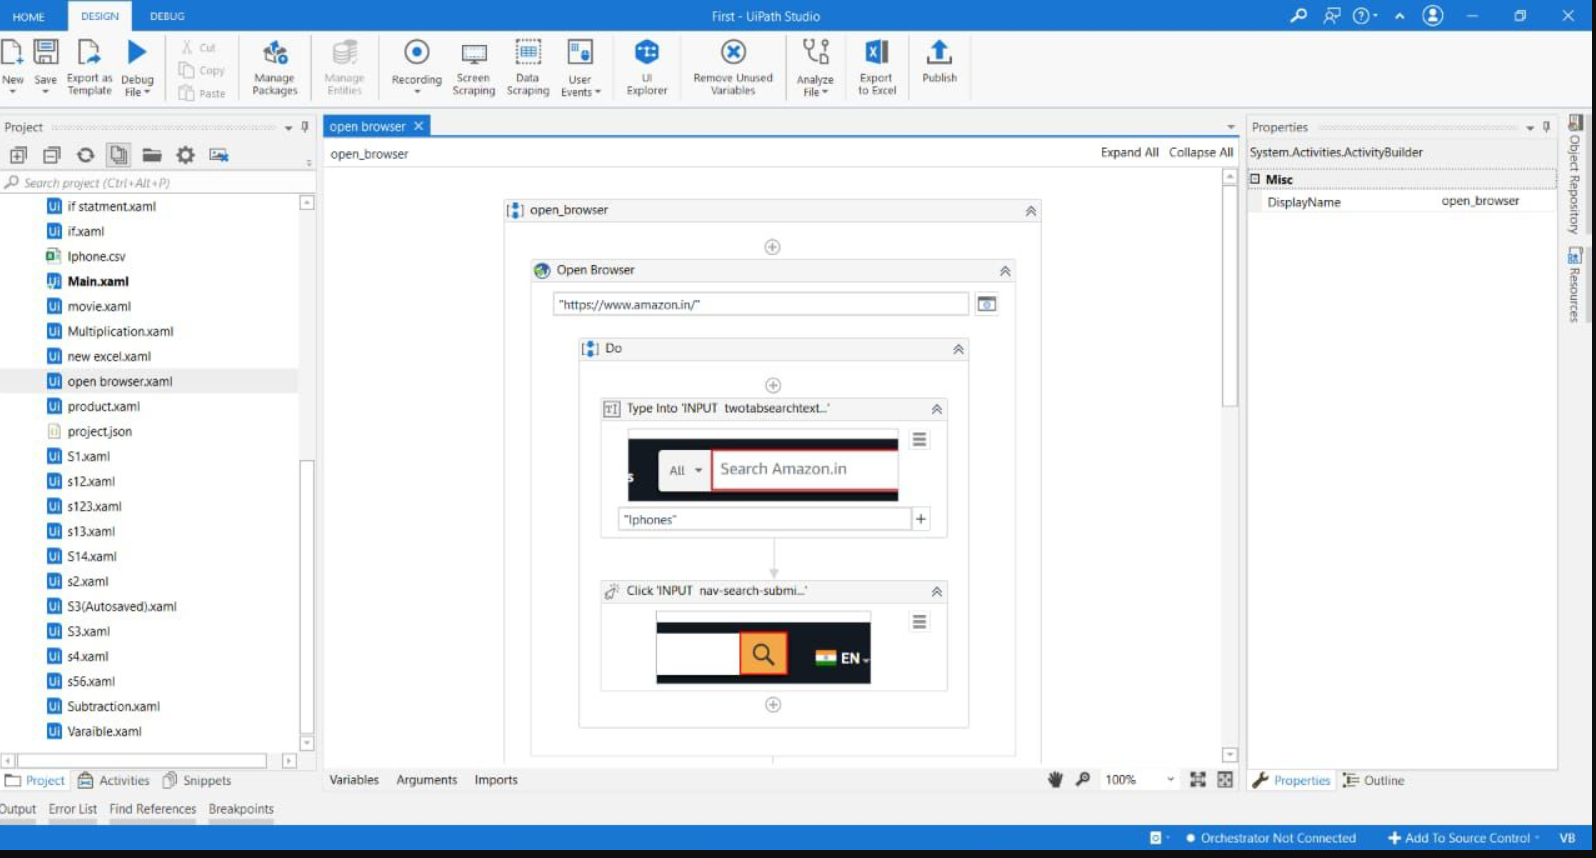 HOME DESIGN DEBUG First - UiPath Studio
New Save Export as Template Debug File Cut Copy Paste Manage Packages Manage Entities Recording Screen Scraping Data Scraping User Events UI Explorer Remove Unused Variables Analyze File Export to Excel Publish
Project
Search project (Ctrl+Alt+P)
if statment.xaml
if.xaml
Iphone.csv
Main.xaml
movie.xaml
Multiplication.xaml
new excel.xaml
open browser.xaml
product.xaml
project.json
S1.xaml
s12.xaml
s123.xaml
s13.xaml
S14.xaml
s2.xaml
S3(Autosaved).xaml
S3.xaml
s4.xaml
s56.xaml
Subtraction.xaml
Varaible.xaml
Project Activities Snippets
open browser
open_browser Expand All Collapse All
open_browser
Open Browser
"https://www.amazon.in/"
Do
Type Into 'INPUT twotabsearchtext...'
s All Search Amazon.in
"Iphones"
Click 'INPUT nav-search-submi...'
EN
Variables Arguments Imports 100%
Properties
System.Activities.ActivityBuilder
Misc
DisplayName open_browser
Properties Outline
Object Repository
Resources
Output Error List Find References Breakpoints
Orchestrator Not Connected Add To Source Control VB